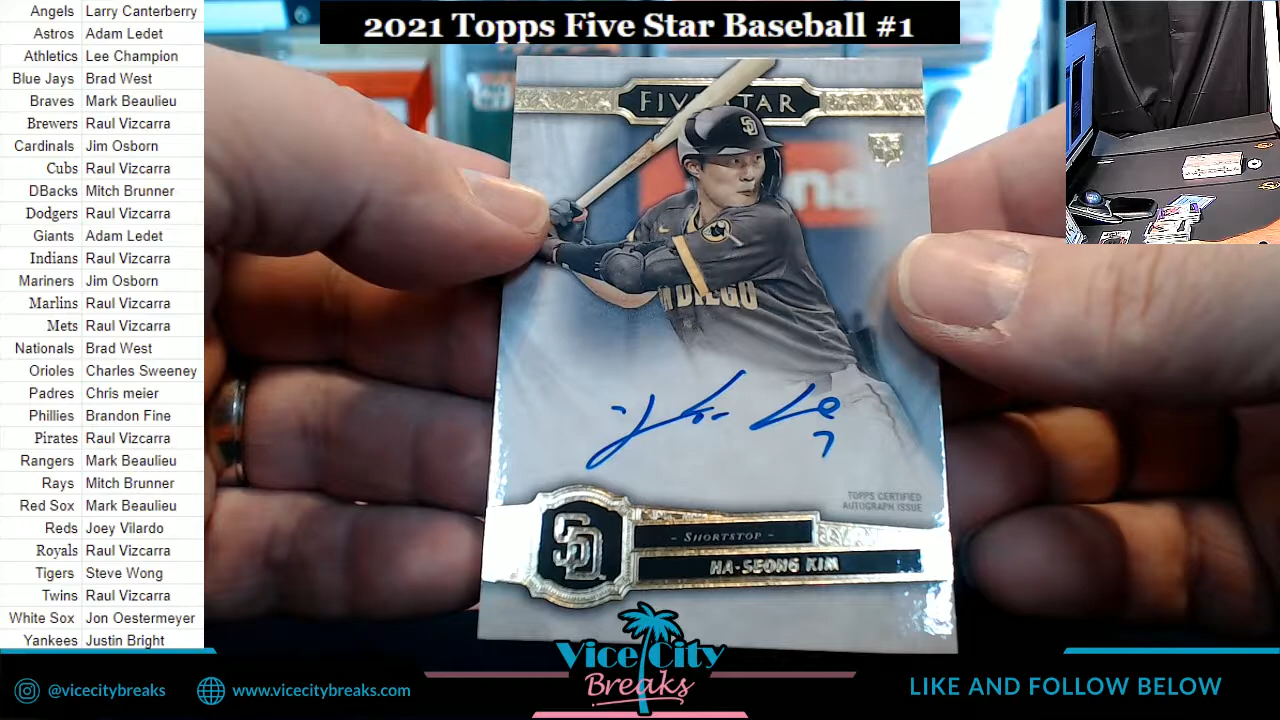 2021 Topps Five Star Baseball #1
Angels Larry Canterberry
Astros Adam Ledet
Athletics Lee Champion
Blue Jays Brad West
Braves Mark Beaulieu
Brewers Raul Vizcarra
Cardinals Jim Osborn
Cubs Raul Vizcarra
DBacks Mitch Brunner
Dodgers Raul Vizcarra
Giants Adam Ledet
Indians Raul Vizcarra
Mariners Jim Osborn
Marlins Raul Vizcarra
Mets Raul Vizcarra
Nationals Brad West
Orioles Charles Sweeney
Padres Chris meier
Phillies Brandon Fine
Pirates Raul Vizcarra
Rangers Mark Beaulieu
Rays Mitch Brunner
Red Sox Mark Beaulieu
Reds Joey Vilardo
Royals Raul Vizcarra
Tigers Steve Wong
Twins Raul Vizcarra
White Sox Jon Oestermeyer
Yankees Justin Bright
FIVE STAR
SD
DIEGO
7
TOPPS CERTIFIED
AUTOGRAPH ISSUE
SD
- SHORTSTOP -
HA-SEONG KIM
Vice City
Breaks
@vicecitybreaks
www.vicecitybreaks.com
LIKE AND FOLLOW BELOW